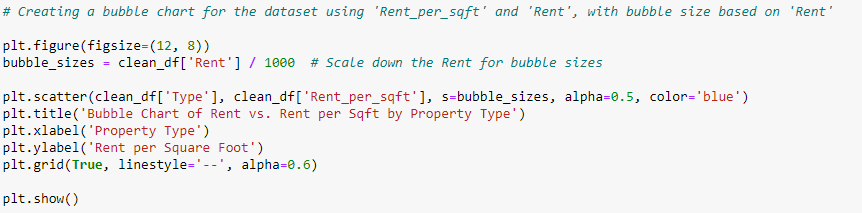 # Creating a bubble chart for the dataset using 'Rent_per_sqft' and 'Rent', with bubble size based on 'Rent'
plt.figure(figsize=(12, 8))
bubble_sizes = clean_df['Rent'] / 1000  # Scale down the Rent for bubble sizes
plt.scatter(clean_df['Type'], clean_df['Rent_per_sqft'], s=bubble_sizes, alpha=0.5, color='blue')
plt.title('Bubble Chart of Rent vs. Rent per Sqft by Property Type')
plt.xlabel('Property Type')
plt.ylabel('Rent per Square Foot')
plt.grid(True, linestyle='--', alpha=0.6)
plt.show()